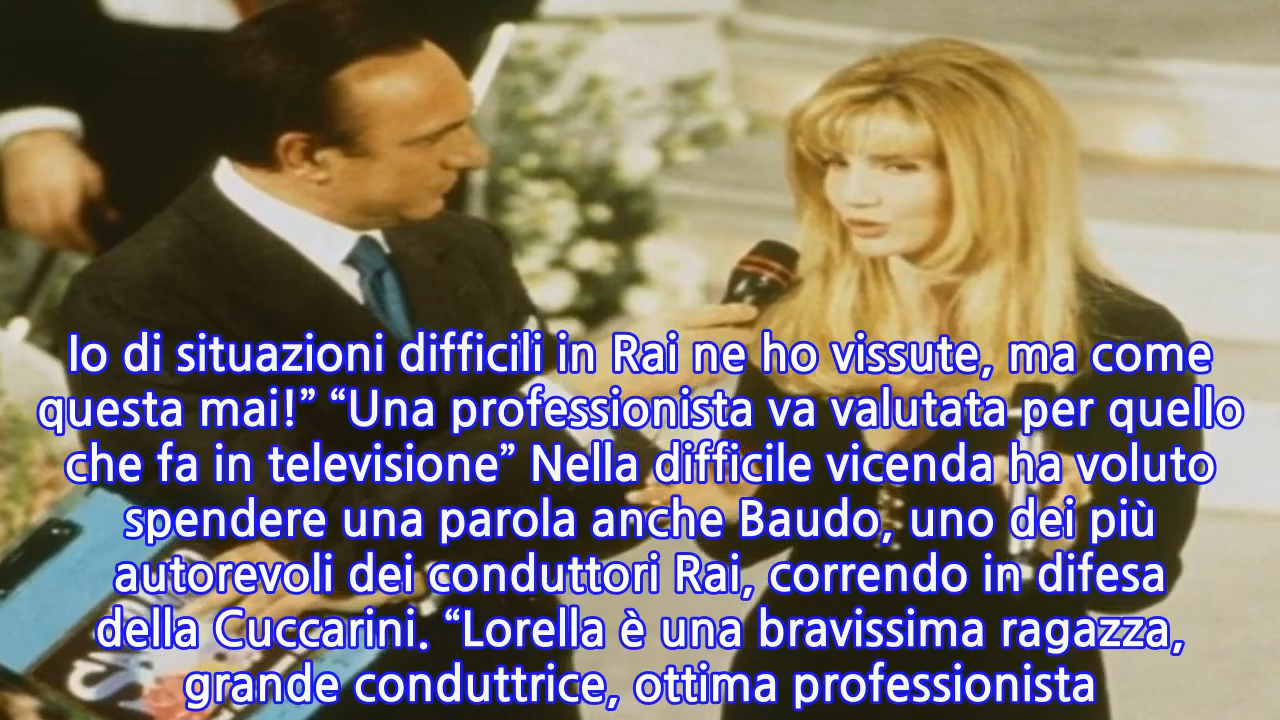 Io di situazioni difficili in Rai ne ho vissute, ma come
questa mai!” “Una professionista va valutata per quello
che fa in televisione” Nella difficile vicenda ha voluto
spendere una parola anche Baudo, uno dei più
autorevoli dei conduttori Rai, correndo in difesa
della Cuccarini. “Lorella è una bravissima ragazza,
grande conduttrice, ottima professionista